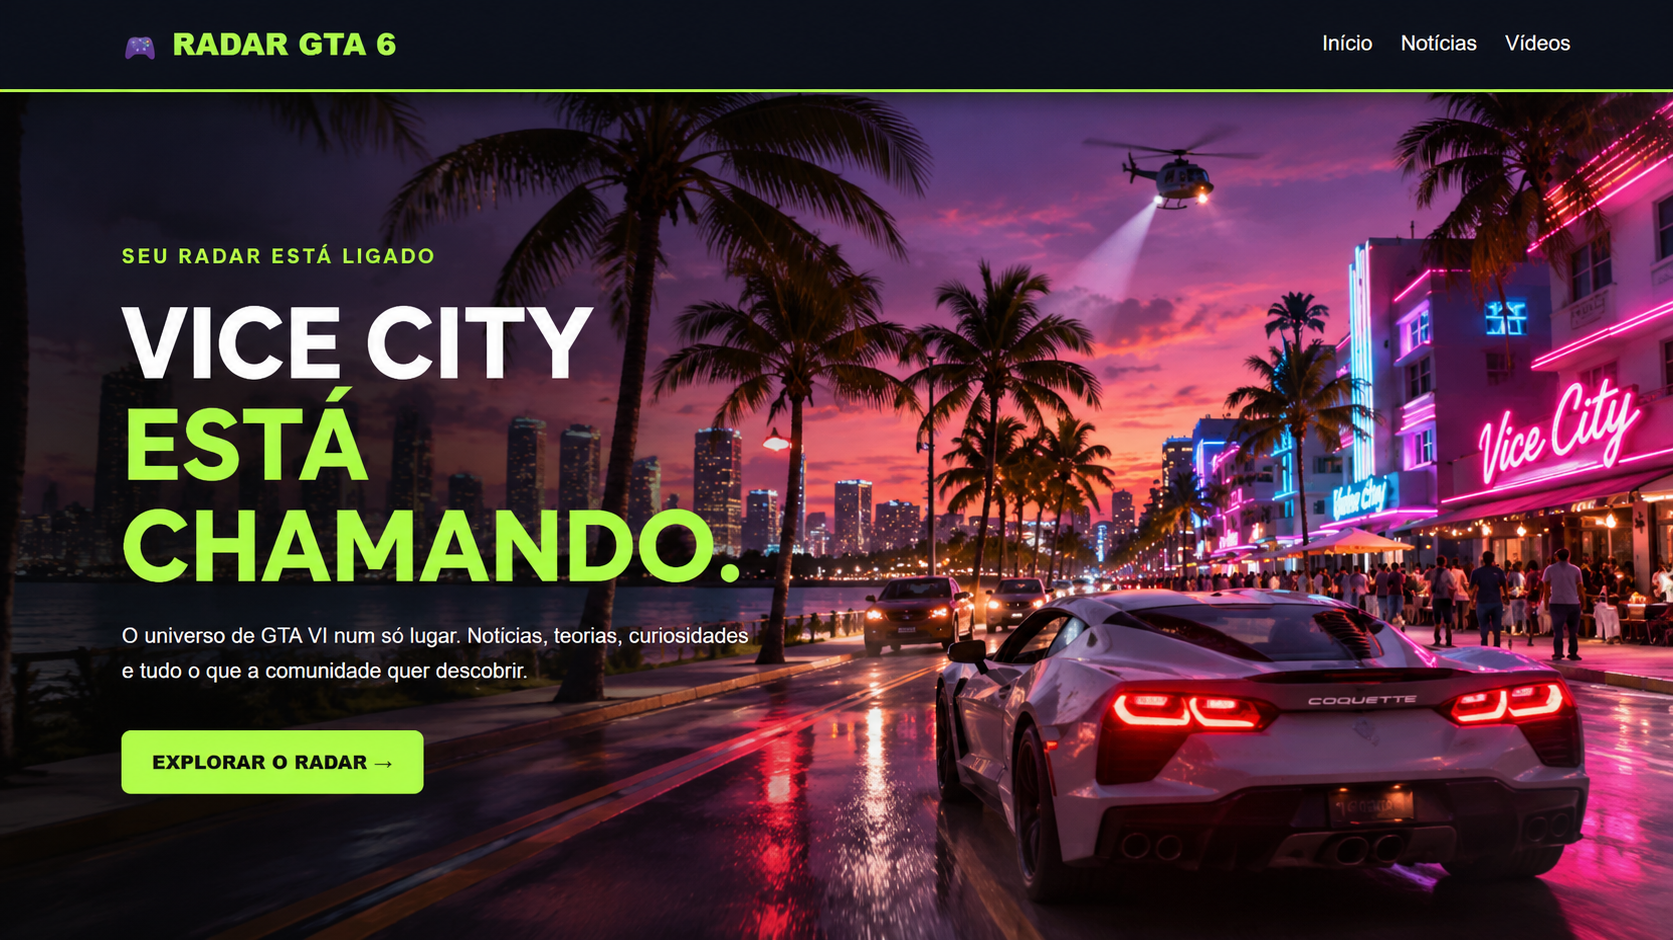 RADAR GTA 6
Início Notícias Vídeos
SEU RADAR ESTÁ LIGADO
VICE CITY
ESTÁ
CHAMANDO.
O universo de GTA VI num só lugar. Notícias, teorias, curiosidades
e tudo o que a comunidade quer descobrir.
EXPLORAR O RADAR →
Vice City
COQUETTE